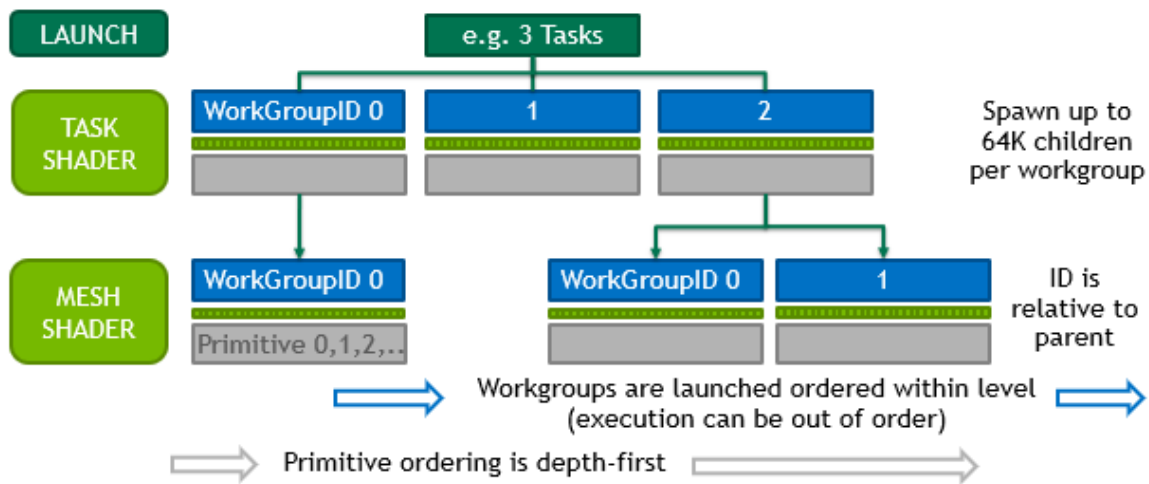 LAUNCH
e.g. 3 Tasks
TASK
SHADER
WorkGroupID 0
1
2
Spawn up to
64K children
per workgroup
MESH
SHADER
WorkGroupID 0
Primitive 0,1,2,..
WorkGroupID 0
1
ID is
relative to
parent
Workgroups are launched ordered within level
(execution can be out of order)
Primitive ordering is depth-first